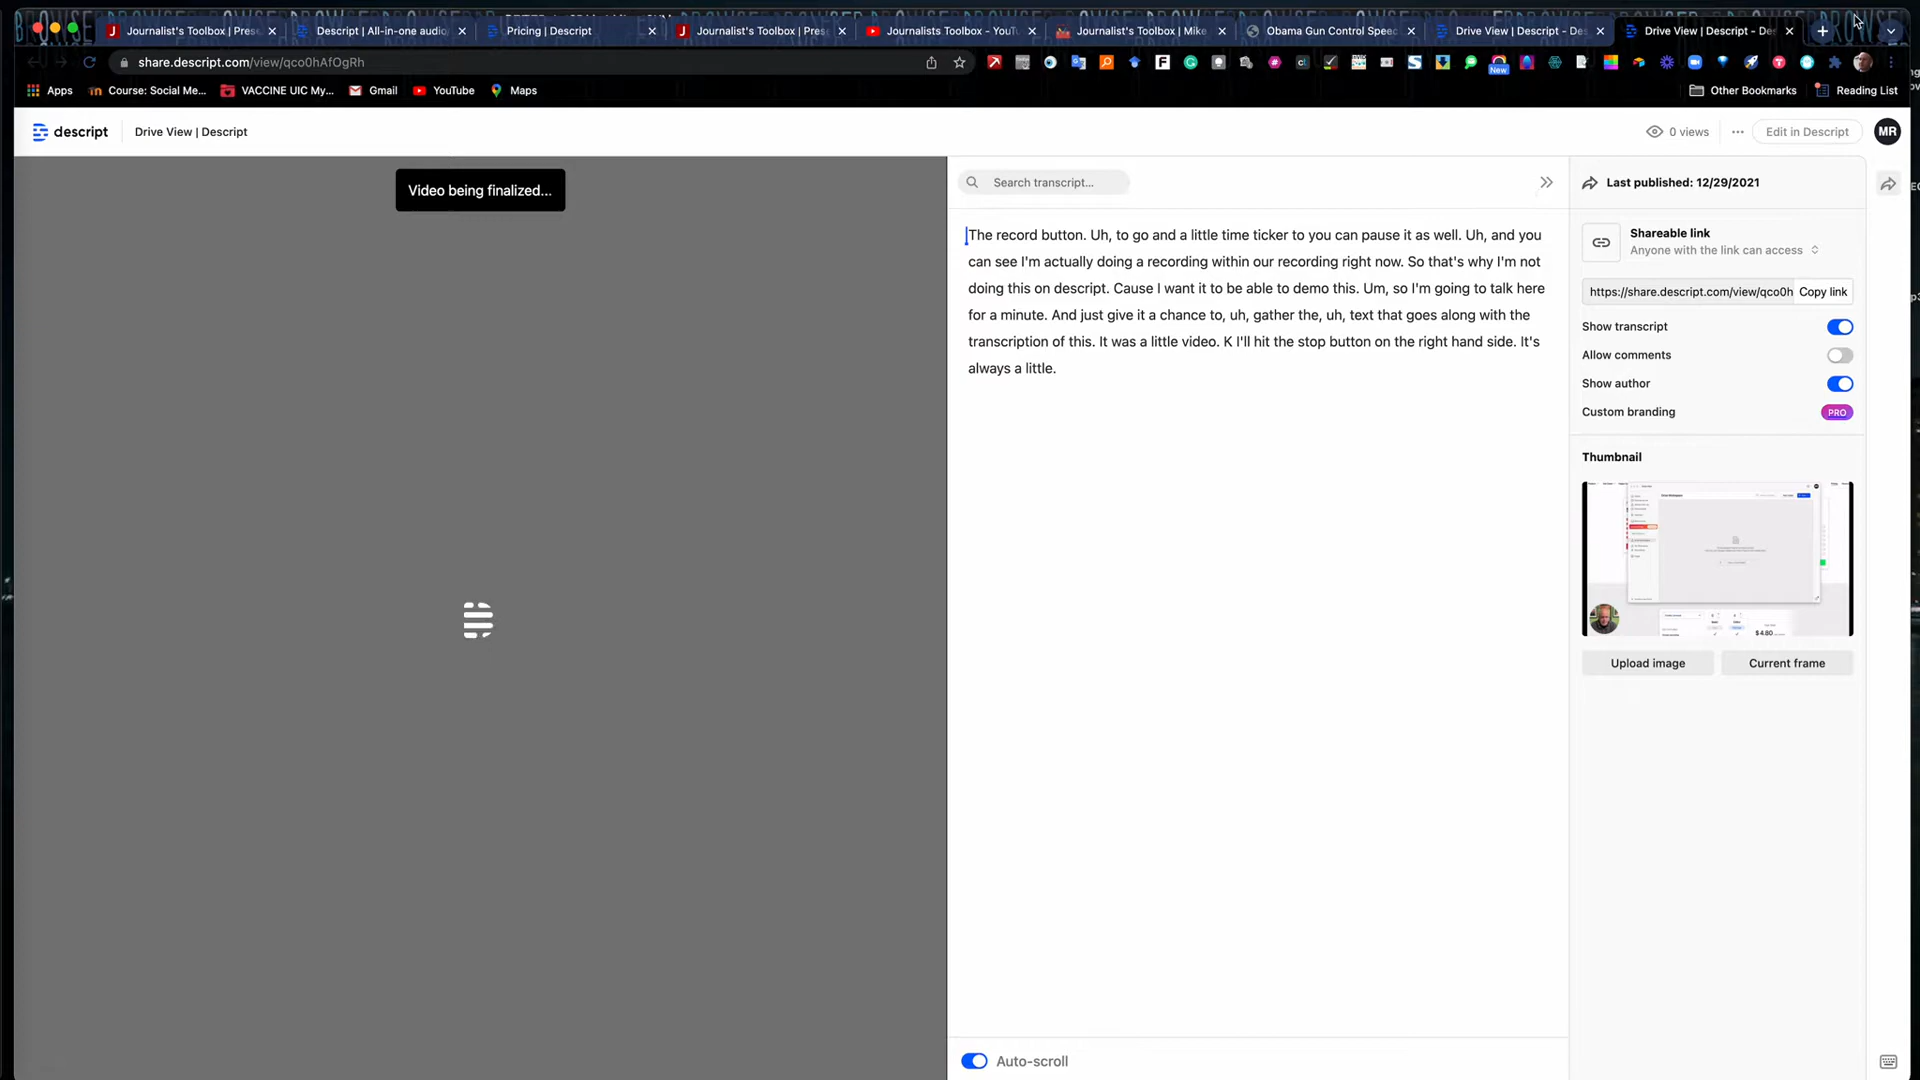 Journalist's Toolbox | Prese
Descript | All-in-one audio,
Pricing | Descript
Journalist's Toolbox | Prese
Journalists Toolbox - YouTu
Journalist's Toolbox | Mike
Obama Gun Control Speec
Drive View | Descript - Des
Drive View | Descript - Des
share.descript.com/view/qco0hAfOgRh
New
Apps
Course: Social Me...
VACCINE UIC My...
Gmail
YouTube
Maps
Other Bookmarks
Reading List
descript
Drive View | Descript
0 views
Edit in Descript
MR
Video being finalized...
Search transcript...
The record button. Uh, to go and a little time ticker to you can pause it as well. Uh, and you
can see I'm actually doing a recording within our recording right now. So that's why I'm not
doing this on descript. Cause I want it to be able to demo this. Um, so I'm going to talk here
for a minute. And just give it a chance to, uh, gather the, uh, text that goes along with the
transcription of this. It was a little video. K I'll hit the stop button on the right hand side. It's
always a little.
Auto-scroll
Last published: 12/29/2021
Shareable link
Anyone with the link can access
https://share.descript.com/view/qco0h
Copy link
Show transcript
Allow comments
Show author
Custom branding
PRO
Thumbnail
$4.80
Upload image
Current frame